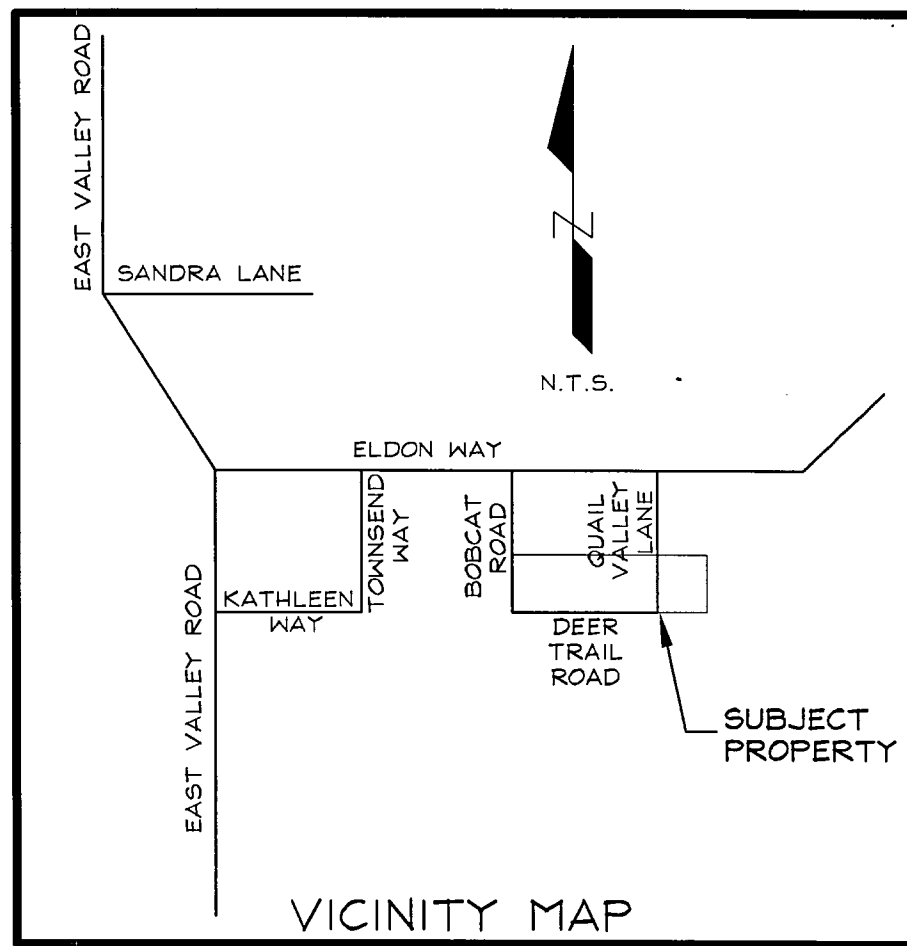 EAST VALLEY ROAD
SANDRA LANE
N
N.T.S.
ELDON WAY
TOWNSEND
WAY
BOBCAT
ROAD
QUAIL
VALLEY
LANE
KATHLEEN
WAY
EAST VALLEY ROAD
DEER
TRAIL
ROAD
SUBJECT
PROPERTY
VICINITY MAP